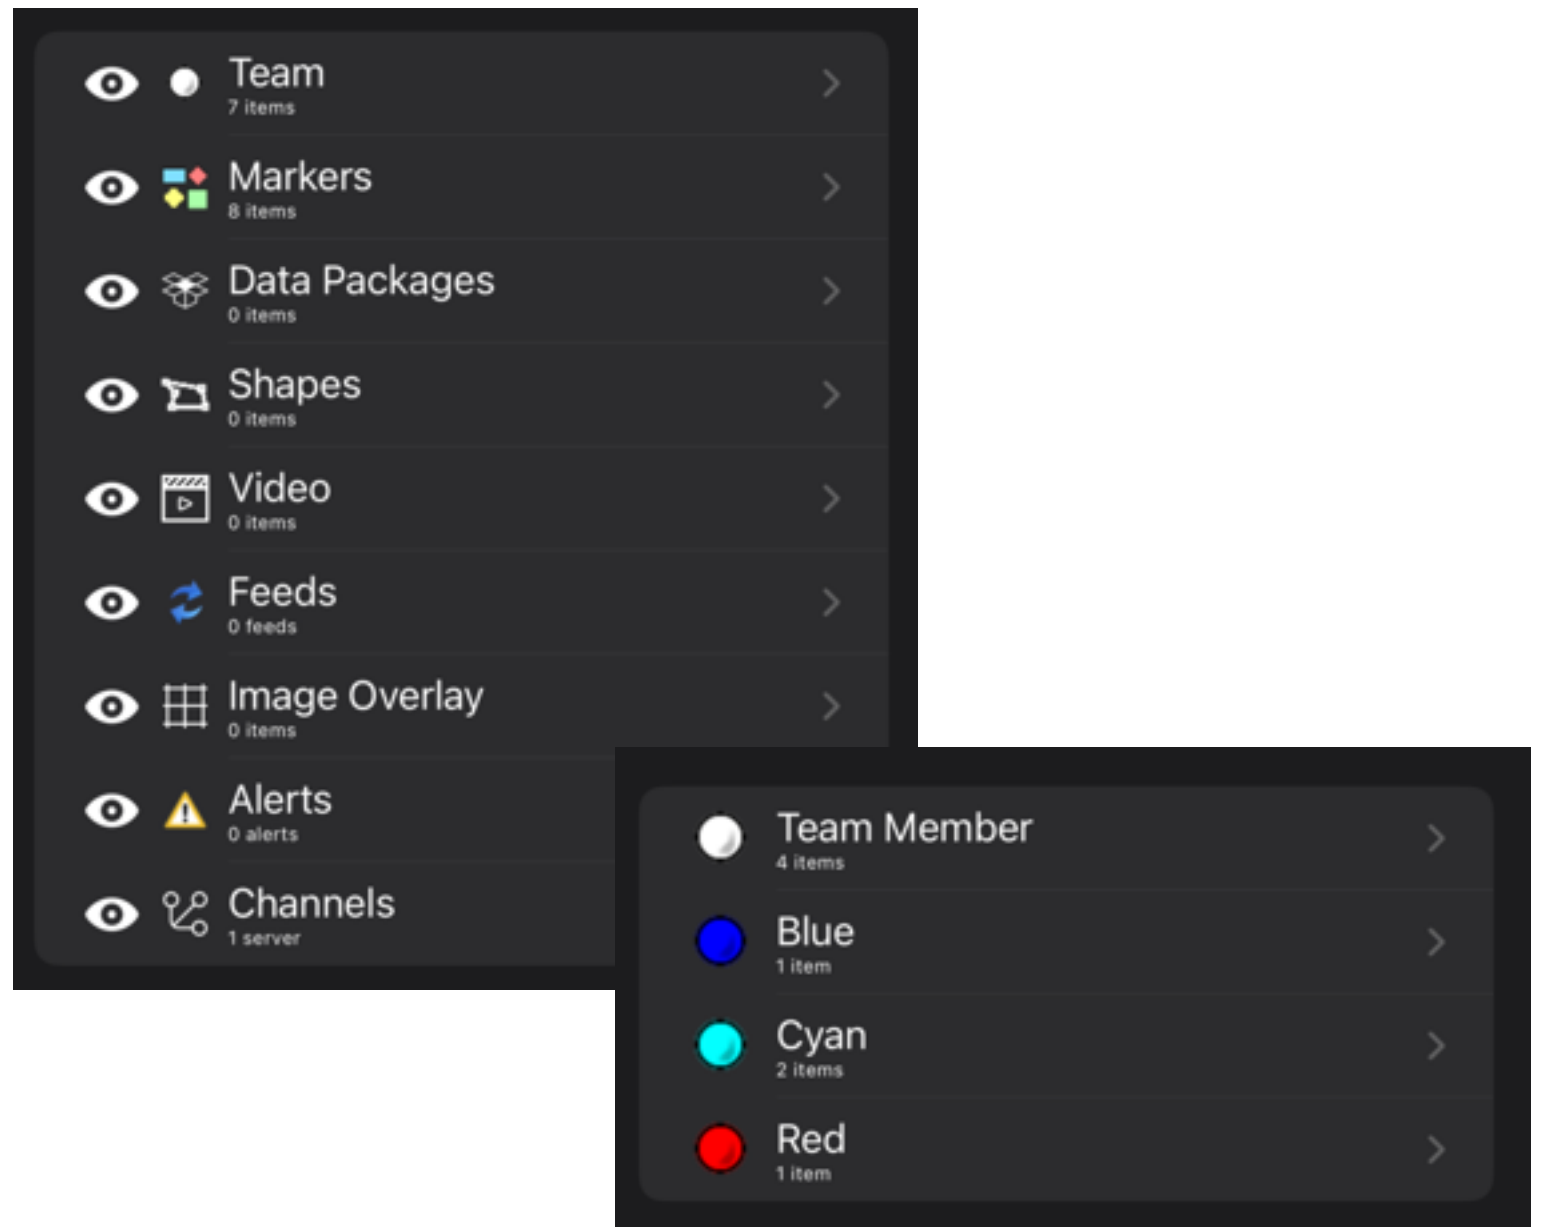 Team
7 items
Markers
8 items
Data Packages
0 items
Shapes
0 items
Video
0 items
Feeds
0 feeds
Image Overlay
0 items
Alerts
0 alerts
Channels
1 server
Team Member
4 items
Blue
1 item
Cyan
2 items
Red
1 item